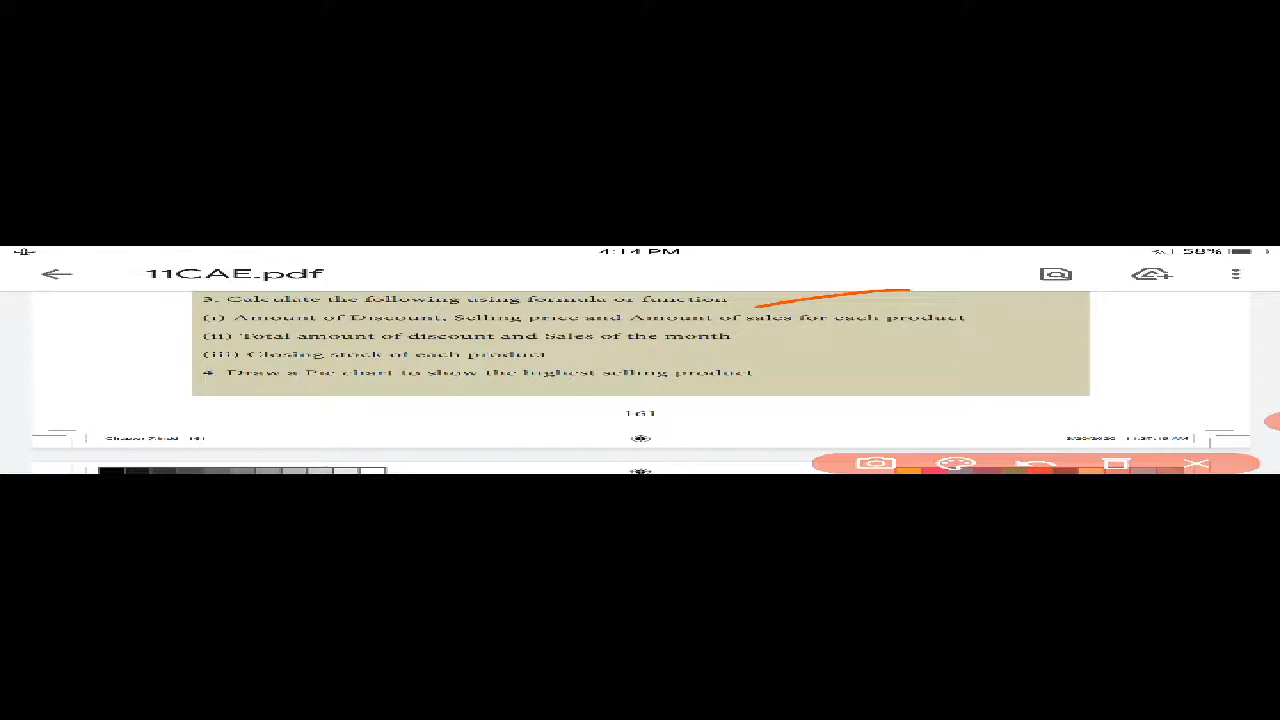 4:14 PM 58%
11CAE.pdf
3. Calculate the following using formula or function
(i) Amount of Discount, Selling price and Amount of sales for each product
(ii) Total amount of discount and Sales of the month
(iii) Closing stock of each product
4. Draw a Pie chart to show the highest selling product
161